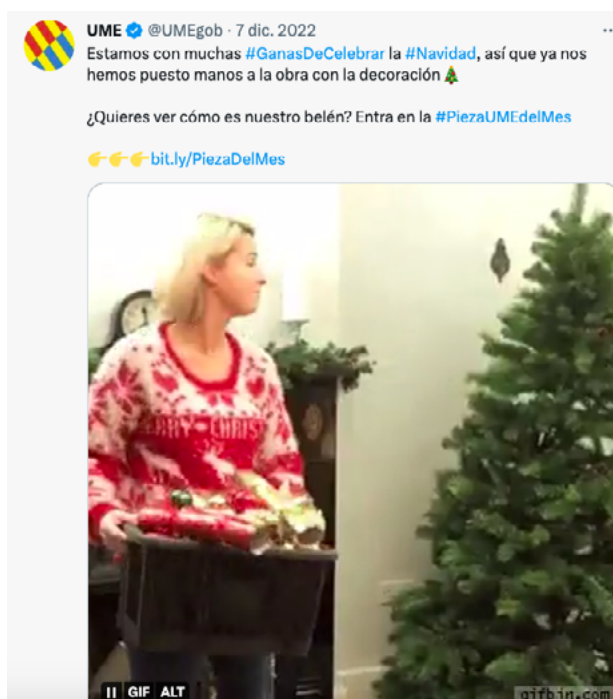 UME @UMEgob · 7 dic. 2022
Estamos con muchas #GanasDeCelebrar la #Navidad, así que ya nos
hemos puesto manos a la obra con la decoración🎄
¿Quieres ver cómo es nuestro belén? Entra en la #PiezaUMEdelMes
👉👉👉bit.ly/PiezaDelMes
GIF ALT
gifbin.com